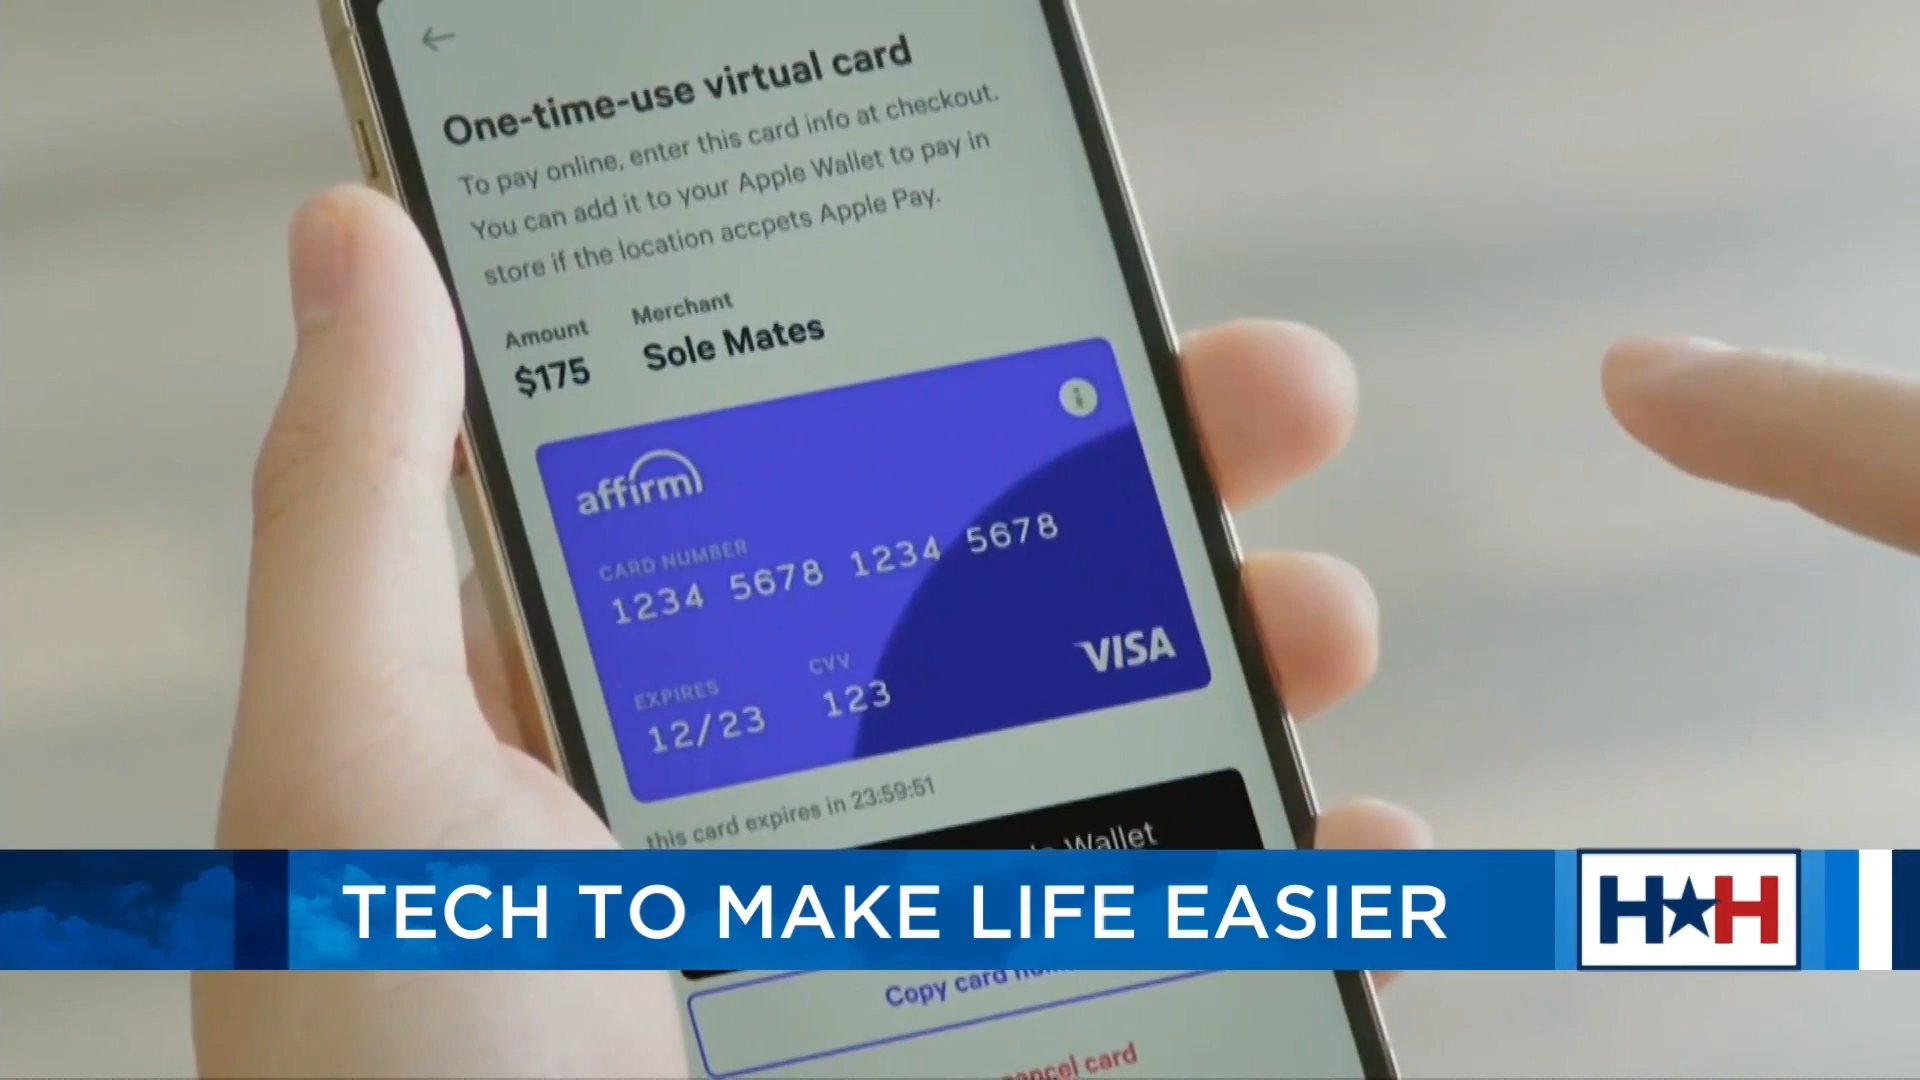 One-time-use virtual card
To pay online, enter this card info at checkout.
You can add it to your Apple Wallet to pay in
store if the location accpets Apple Pay.
Amount Merchant
$175 Sole Mates
affirm
CARD NUMBER
1234 5678 1234 5678
EXPIRES CVV
12/23 123
VISA
this card expires in 23:59:51
Wallet
TECH TO MAKE LIFE EASIER
H★H
Copy card
cancel card